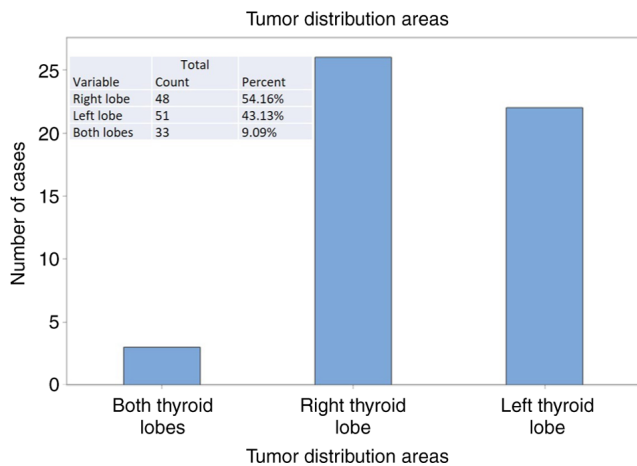 Tumor distribution areas
Total
Variable Count Percent
Right lobe 48 54.16%
Left lobe 51 43.13%
Both lobes 33 9.09%
Number of cases
25
20
15
10
5
0
Both thyroid lobes
Right thyroid lobe
Left thyroid lobe
Tumor distribution areas